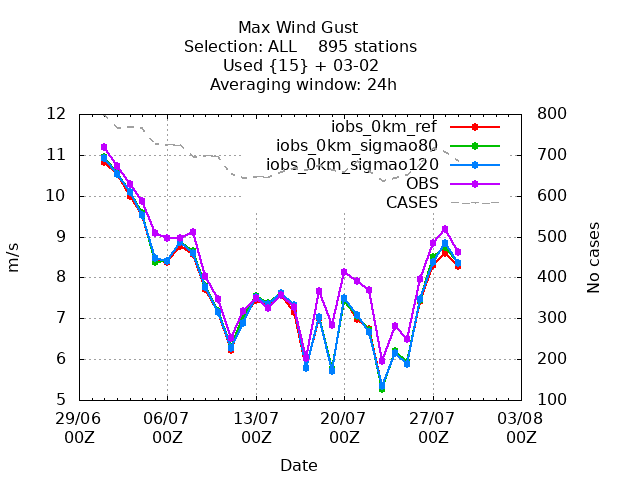 Max Wind Gust
Selection: ALL    895 stations
Used {15} + 03-02
Averaging window: 24h
12 800
iobs_0km_ref
iobs_0km_sigmao80
11 700
iobs_0km_sigmao120
OBS
10 600
CASES
9 500
m/s
No cases
8 400
7 300
6 200
5 100
29/06 06/07 13/07 20/07 27/07 03/08
00Z 00Z 00Z 00Z 00Z 00Z
Date